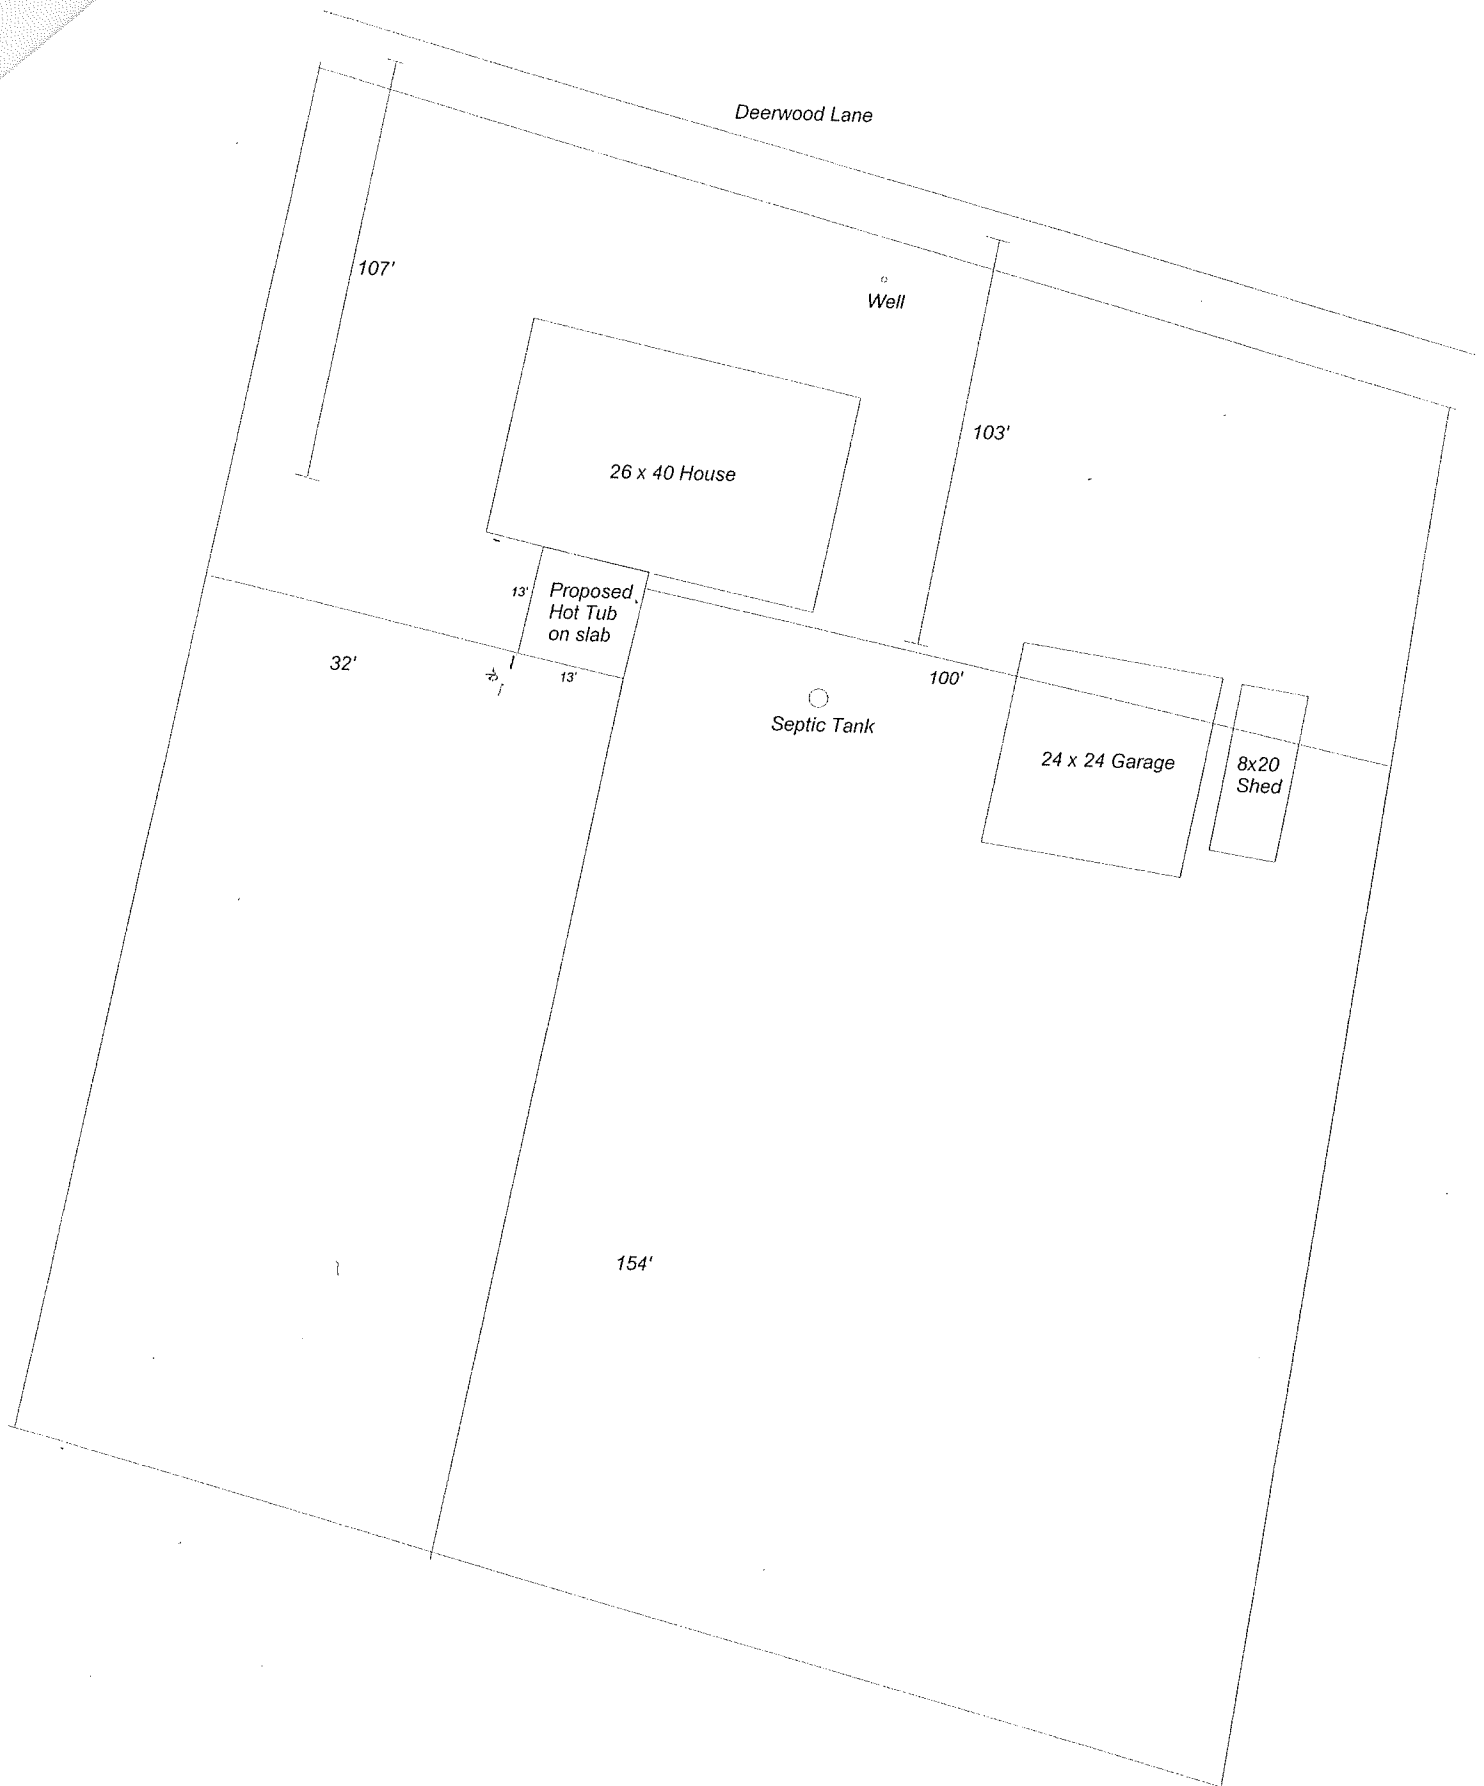 Deerwood Lane
107'
Well
103'
26 x 40 House
13'
Proposed
Hot Tub
on slab
32'
13'
100'
Septic Tank
24 x 24 Garage
8x20
Shed
154'